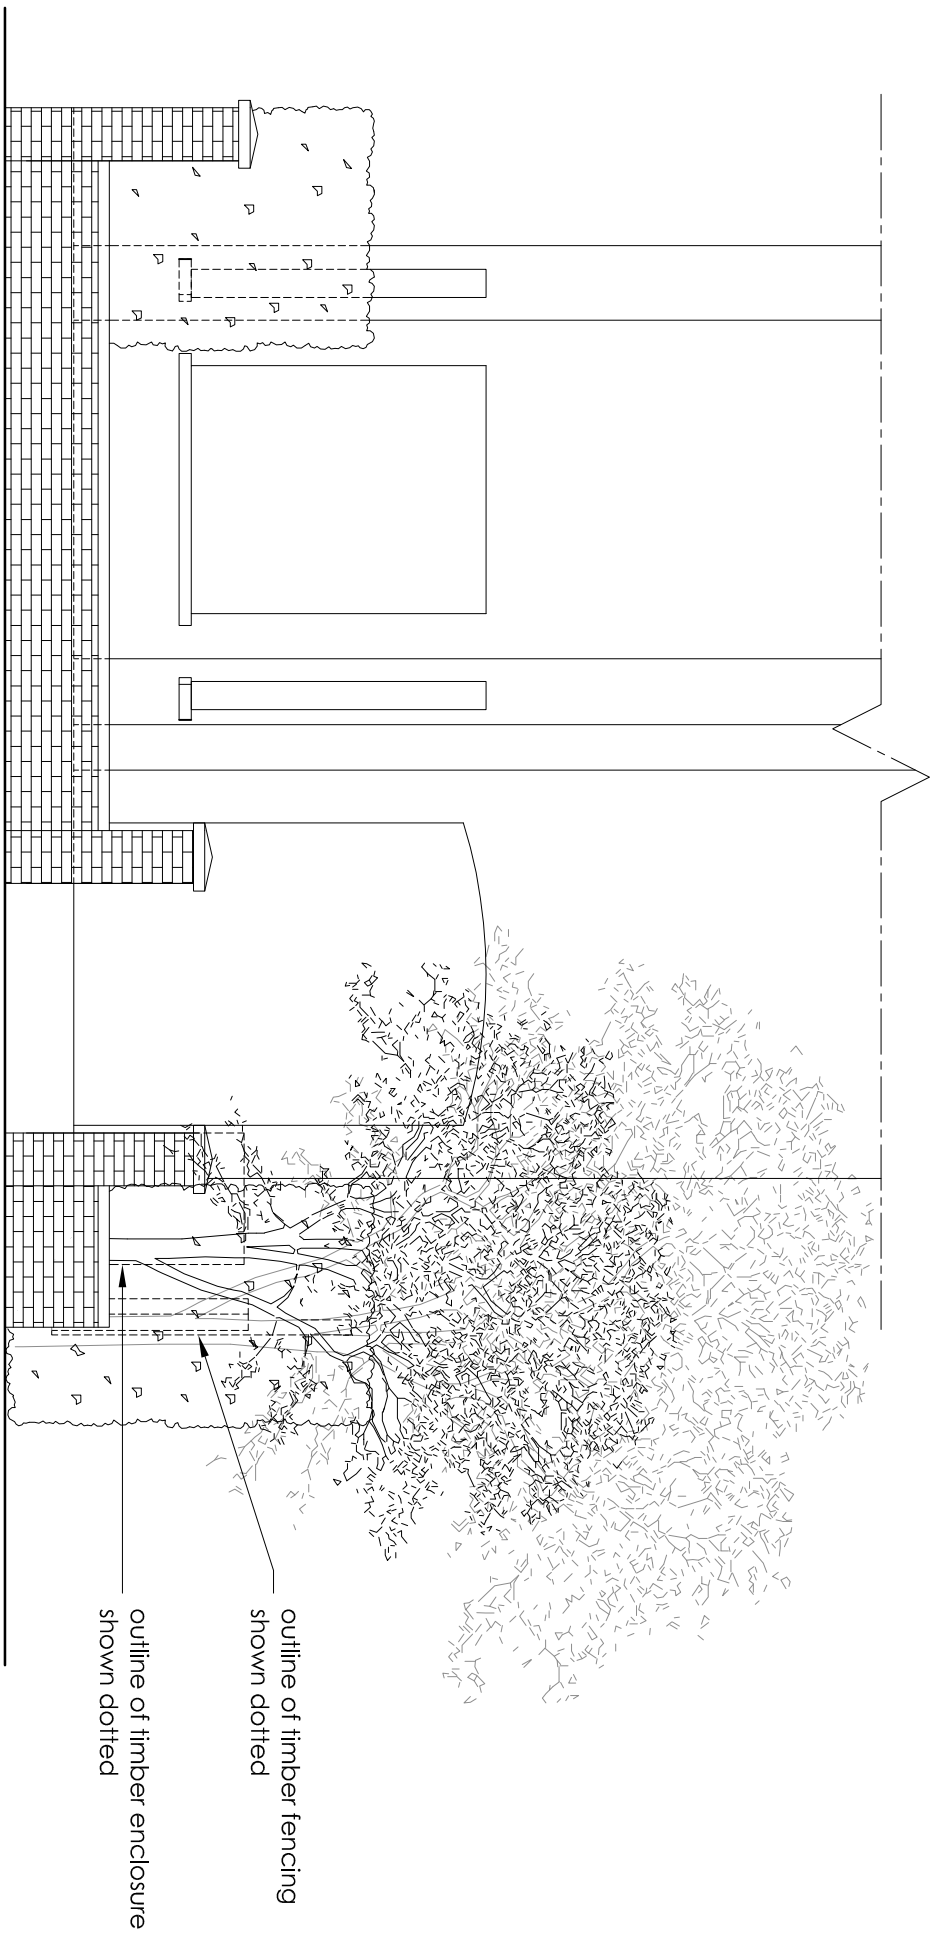 outline of timber fencing
shown dotted
outline of timber enclosure
shown dotted